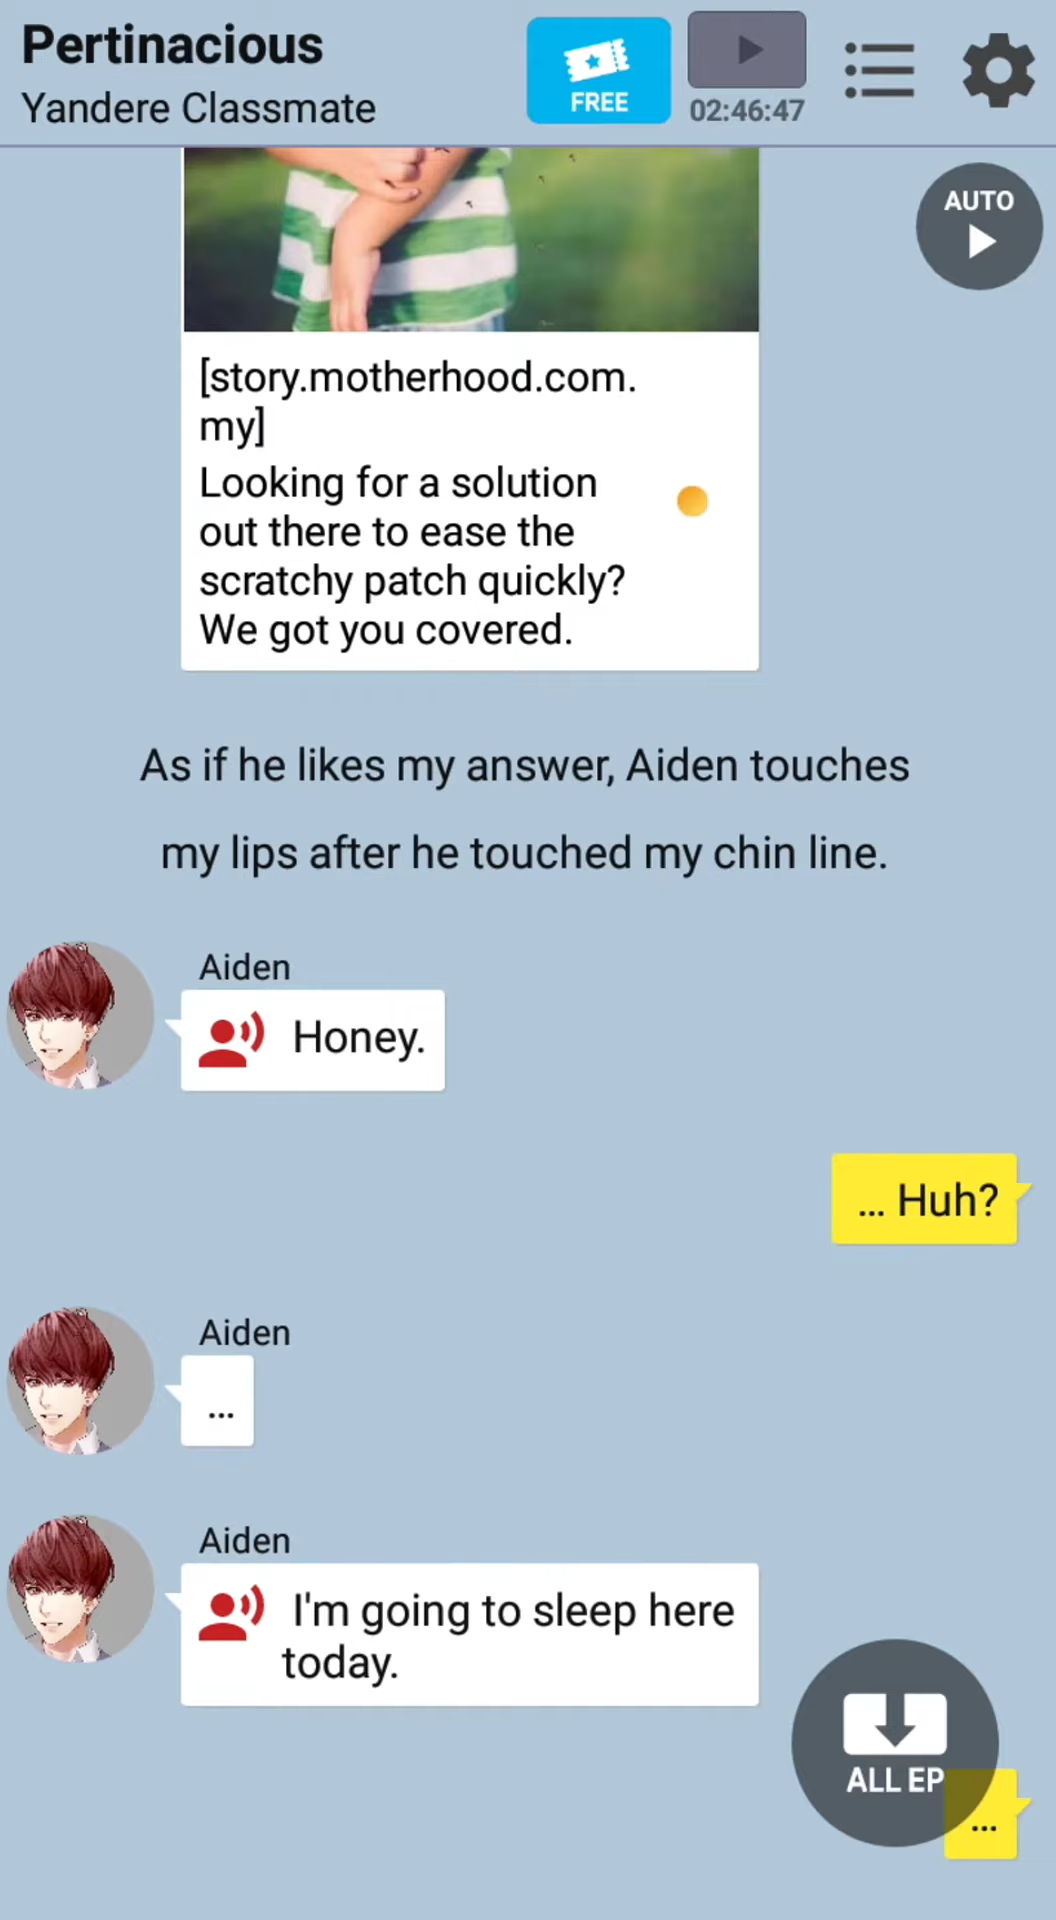 Pertinacious
Yandere Classmate
FREE
02:46:47
AUTO
[story.motherhood.com.
my]
Looking for a solution
out there to ease the
scratchy patch quickly?
We got you covered.
As if he likes my answer, Aiden touches
my lips after he touched my chin line.
Aiden
Honey.
... Huh?
Aiden
...
Aiden
I'm going to sleep here
today.
ALL EP
...